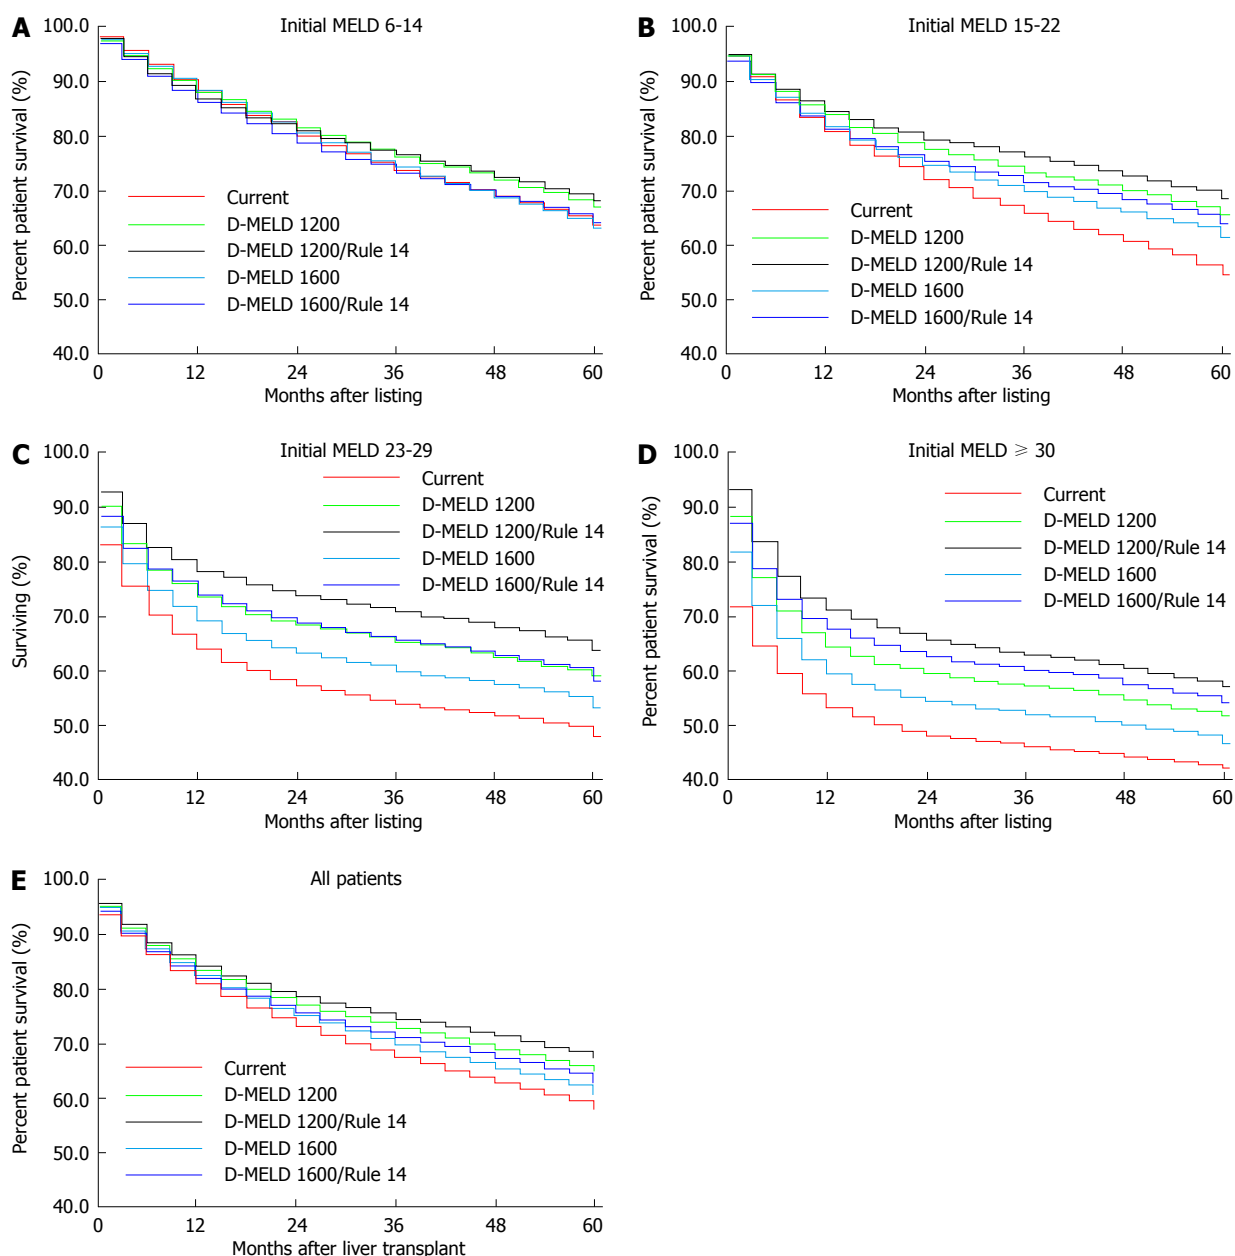 A
Initial MELD 6-14
Percent patient survival (%)
100.0
90.0
80.0
70.0
60.0
50.0
40.0
Current
D-MELD 1200
D-MELD 1200/Rule 14
D-MELD 1600
D-MELD 1600/Rule 14
0 12 24 36 48 60
Months after listing
B
Initial MELD 15-22
Percent patient survival (%)
100.0
90.0
80.0
70.0
60.0
50.0
40.0
Current
D-MELD 1200
D-MELD 1200/Rule 14
D-MELD 1600
D-MELD 1600/Rule 14
0 12 24 36 48 60
Months after listing
C
Initial MELD 23-29
Surviving (%)
100.0
90.0
80.0
70.0
60.0
50.0
40.0
Current
D-MELD 1200
D-MELD 1200/Rule 14
D-MELD 1600
D-MELD 1600/Rule 14
0 12 24 36 48 60
Months after listing
D
Initial MELD ⩾ 30
Percent patient survival (%)
100.0
90.0
80.0
70.0
60.0
50.0
40.0
Current
D-MELD 1200
D-MELD 1200/Rule 14
D-MELD 1600
D-MELD 1600/Rule 14
0 12 24 36 48 60
Months after listing
E
All patients
Percent patient survival (%)
100.0
90.0
80.0
70.0
60.0
50.0
40.0
Current
D-MELD 1200
D-MELD 1200/Rule 14
D-MELD 1600
D-MELD 1600/Rule 14
0 12 24 36 48 60
Months after liver transplant